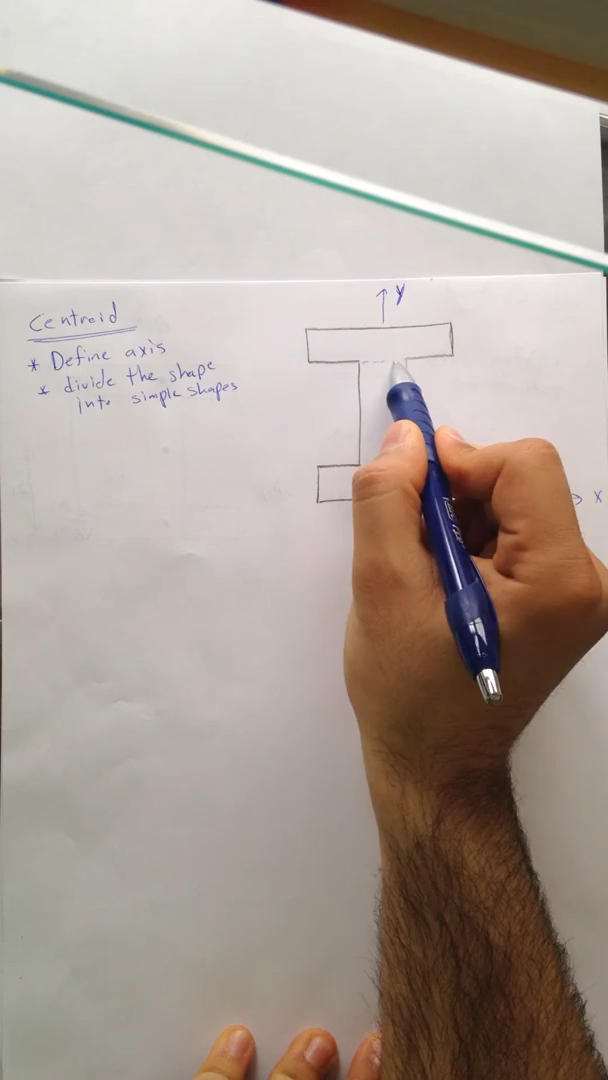 Centroid
* Define axis
* divide the shape
into simple shapes
y
x